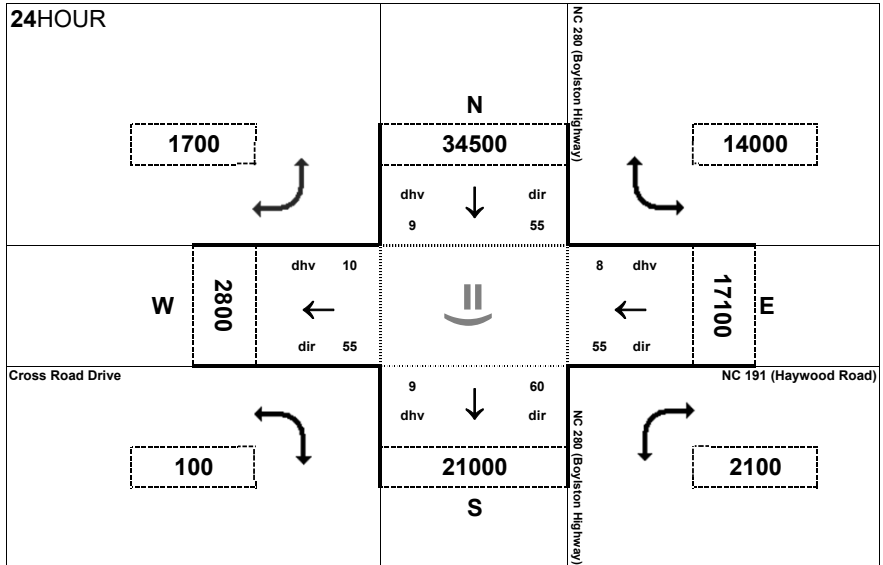 24HOUR
NC 280 (Boylston Highway)
N
1700
34500
14000
dhv
dir
9
55
dhv 10
8 dhv
W
2800
17100
E
dir 55
55 dir
Cross Road Drive
9
60
NC 191 (Haywood Road)
dhv
dir
NC 280 (Boylston Highway)
100
21000
2100
S